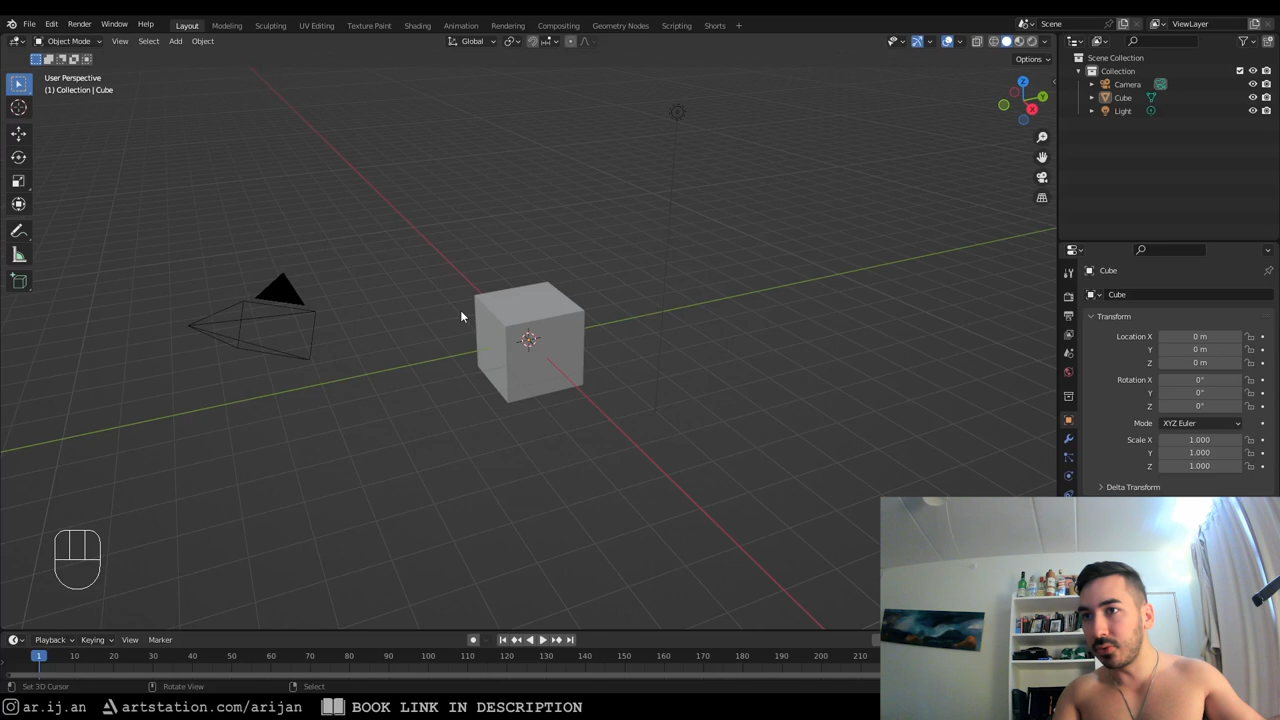 File Edit Render Window Help Layout Modeling Sculpting UV Editing Texture Paint Shading Animation Rendering Compositing Geometry Nodes Scripting Shorts + Scene ViewLayer
Object Mode View Select Add Object Global
Options
User Perspective
(1) Collection | Cube
Z
Y
X
Scene Collection
Collection
Camera
Cube
Light
Cube
Cube
Transform
Location X 0 m
Y 0 m
Z 0 m
Rotation X 0°
Y 0°
Z 0°
Mode XYZ Euler
Scale X 1.000
Y 1.000
Z 1.000
Delta Transform
Playback Keying View Marker
1 10 20 30 40 50 60 70 80 90 100 110 120 130 140 150 160 170 180 190 200 210
Set 3D Cursor Rotate View Select
ar.ij.an artstation.com/arijan BOOK LINK IN DESCRIPTION